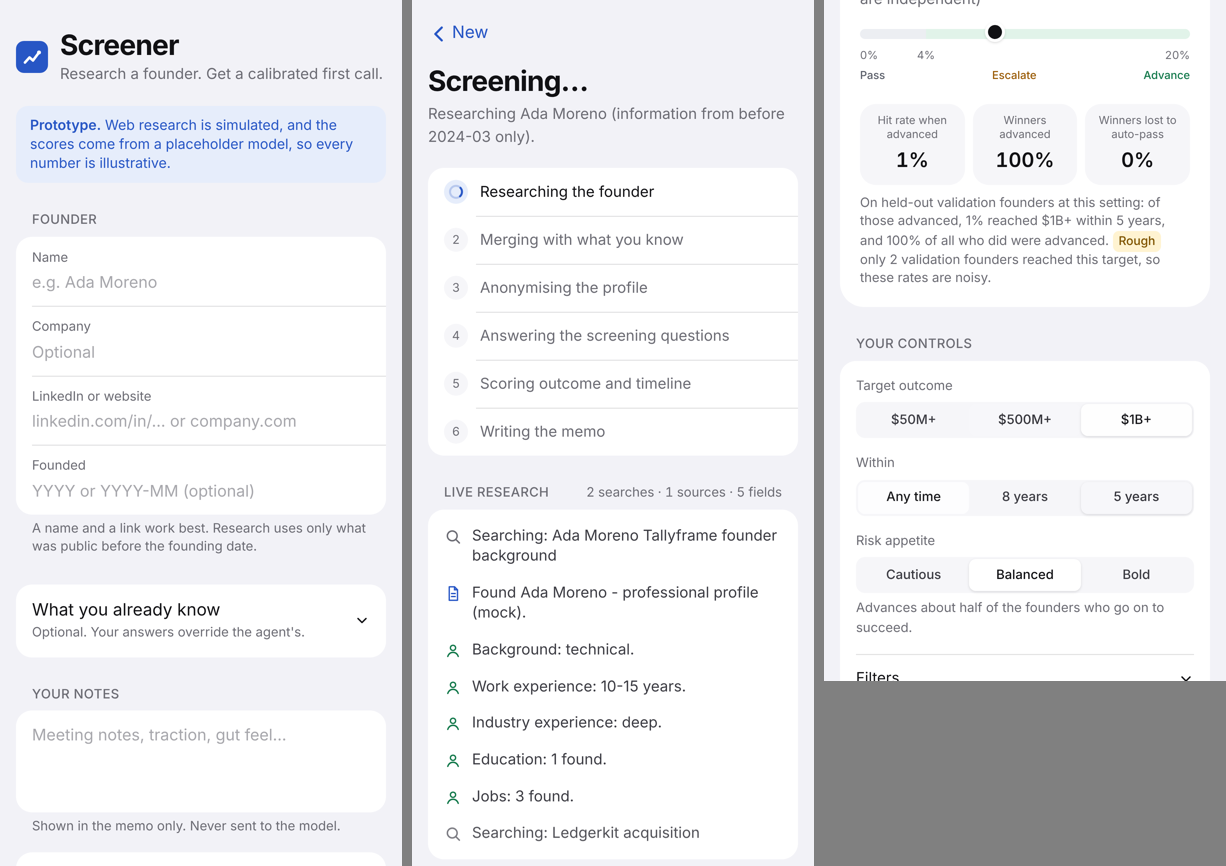 Screener
Research a founder. Get a calibrated first call.
Prototype. Web research is simulated, and the
scores come from a placeholder model, so every
number is illustrative.
FOUNDER
Name
e.g. Ada Moreno
Company
Optional
LinkedIn or website
linkedin.com/in/... or company.com
Founded
YYYY or YYYY-MM (optional)
A name and a link work best. Research uses only what
was public before the founding date.
What you already know
Optional. Your answers override the agent's.
YOUR NOTES
Meeting notes, traction, gut feel...
Shown in the memo only. Never sent to the model.
New
Screening...
Researching Ada Moreno (information from before
2024-03 only).
Researching the founder
2 Merging with what you know
3 Anonymising the profile
4 Answering the screening questions
5 Scoring outcome and timeline
6 Writing the memo
LIVE RESEARCH 2 searches · 1 sources · 5 fields
Searching: Ada Moreno Tallyframe founder
background
Found Ada Moreno - professional profile
(mock).
Background: technical.
Work experience: 10-15 years.
Industry experience: deep.
Education: 1 found.
Jobs: 3 found.
Searching: Ledgerkit acquisition
are independent)
0% 4% 20%
Pass Escalate Advance
Hit rate when
advanced
1%
Winners
advanced
100%
Winners lost to
auto-pass
0%
On held-out validation founders at this setting: of
those advanced, 1% reached $1B+ within 5 years,
and 100% of all who did were advanced. Rough
only 2 validation founders reached this target, so
these rates are noisy.
YOUR CONTROLS
Target outcome
$50M+ $500M+ $1B+
Within
Any time 8 years 5 years
Risk appetite
Cautious Balanced Bold
Advances about half of the founders who go on to
succeed.
Filters